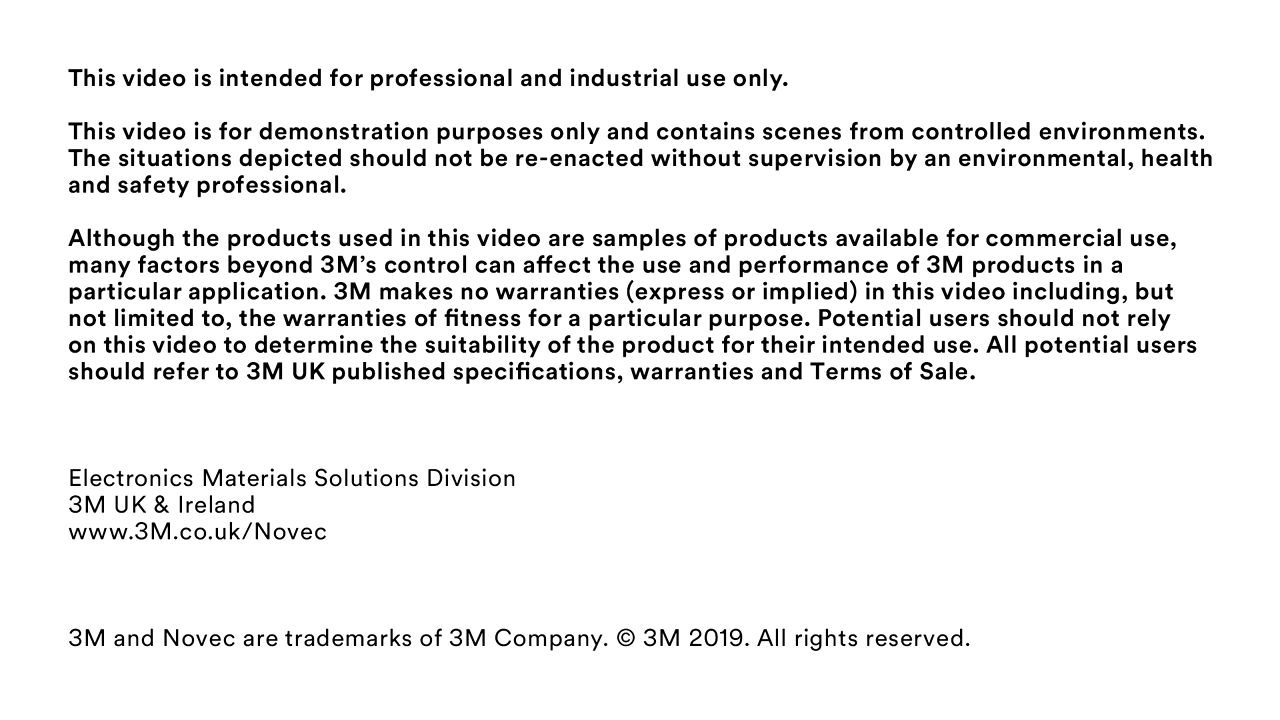 This video is intended for professional and industrial use only.
This video is for demonstration purposes only and contains scenes from controlled environments.
The situations depicted should not be re-enacted without supervision by an environmental, health
and safety professional.
Although the products used in this video are samples of products available for commercial use,
many factors beyond 3M’s control can affect the use and performance of 3M products in a
particular application. 3M makes no warranties (express or implied) in this video including, but
not limited to, the warranties of fitness for a particular purpose. Potential users should not rely
on this video to determine the suitability of the product for their intended use. All potential users
should refer to 3M UK published specifications, warranties and Terms of Sale.
Electronics Materials Solutions Division
3M UK & Ireland
www.3M.co.uk/Novec
3M and Novec are trademarks of 3M Company. © 3M 2019. All rights reserved.